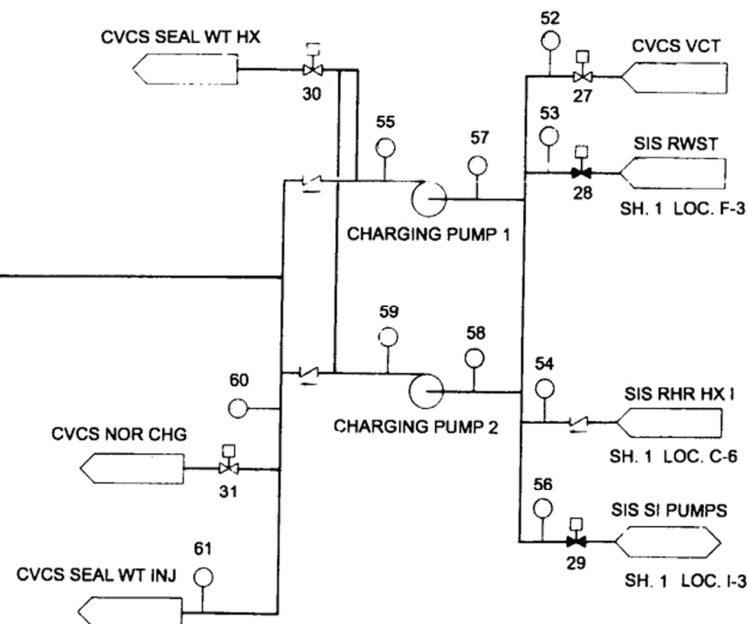 CVCS SEAL WT HX
30
52
CVCS VCT
27
53
SIS RWST
28
SH. 1 LOC. F-3
55
57
CHARGING PUMP 1
59
58
CHARGING PUMP 2
60
54
SIS RHR HX I
SH. 1 LOC. C-6
CVCS NOR CHG
31
56
SIS SI PUMPS
29
SH. 1 LOC. I-3
61
CVCS SEAL WT INJ